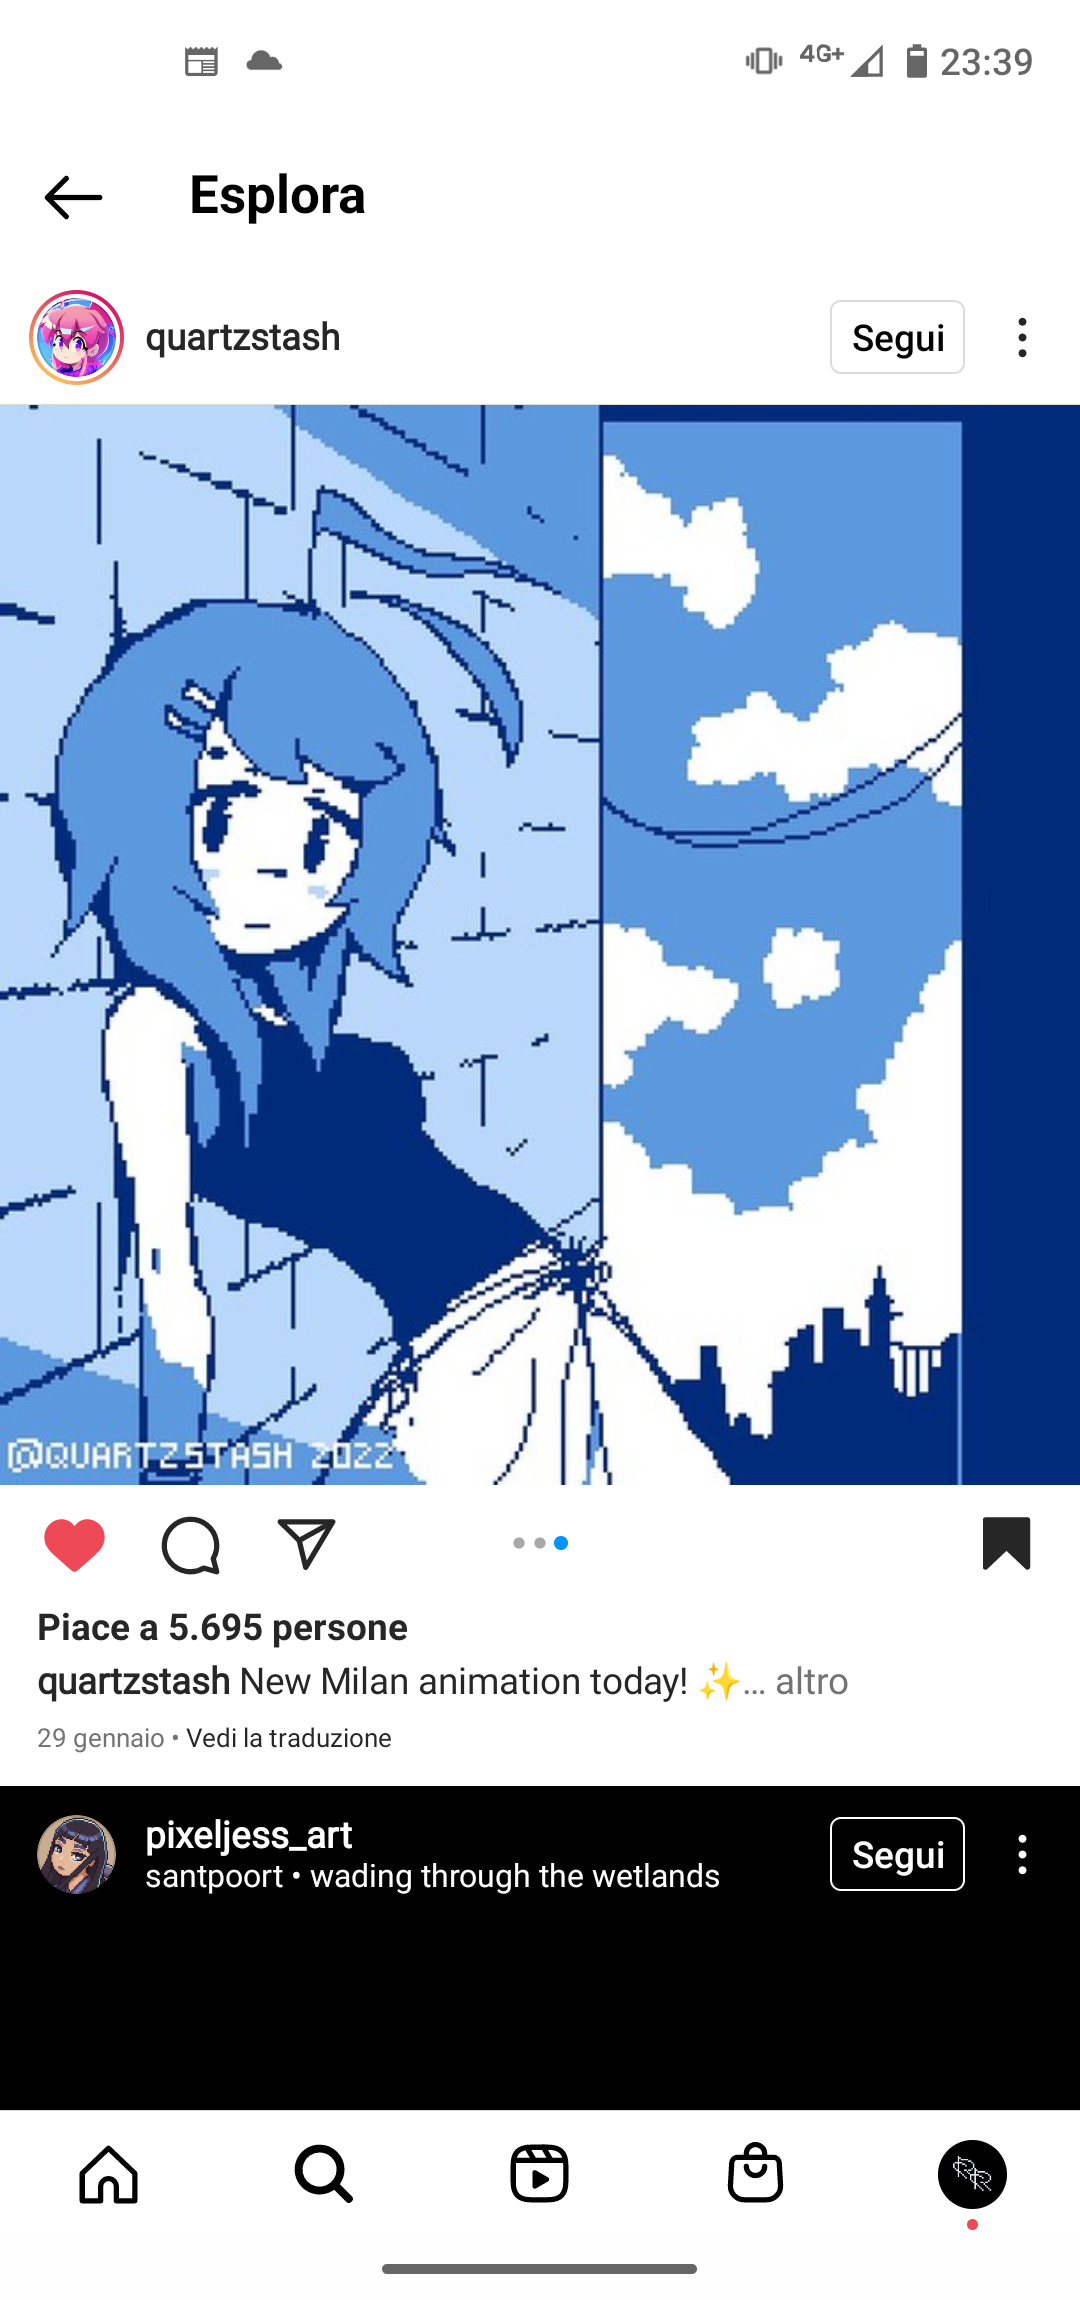 4G+ 23:39
Esplora
quartzstash
Segui
@QUARTZSTASH 2022
Piace a 5.695 persone
quartzstash New Milan animation today! ✨... altro
29 gennaio • Vedi la traduzione
pixeljess_art
santpoort • wading through the wetlands
Segui